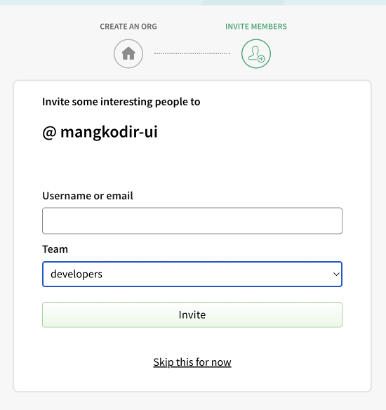 CREATE AN ORG
INVITE MEMBERS
Invite some interesting people to
@ mangkodir-ui
Username or email
Team
developers
Invite
Skip this for now